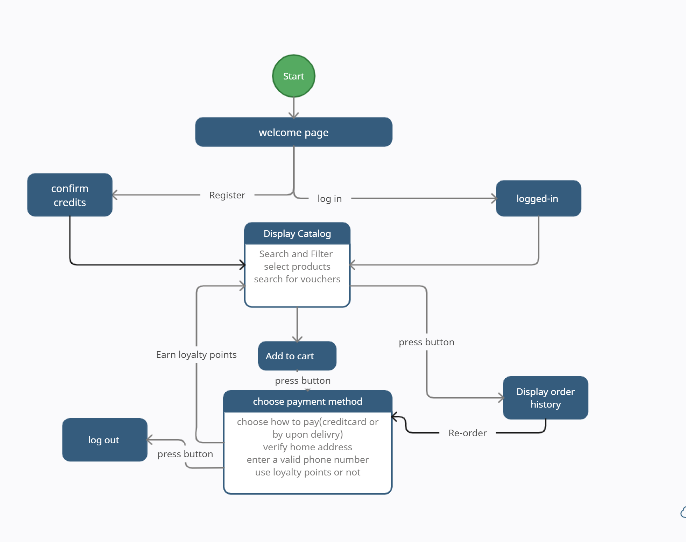 Start
welcome page
confirm
credits
Register
log in
logged-in
Display Catalog
Search and Filter
select products
search for vouchers
Earn loyalty points
Add to cart
press button
press button
Display order
history
choose payment method
choose how to pay(creditcard or
by upon delivry)
verify home address
enter a valid phone number
use loyalty points or not
Re-order
log out
press button